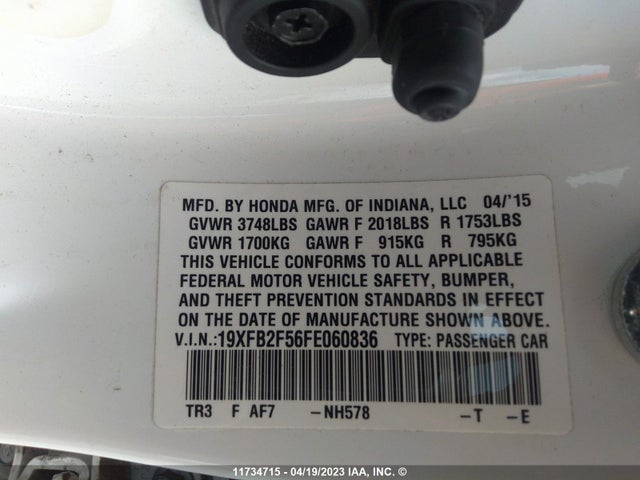 MFD. BY HONDA MFG. OF INDIANA, LLC 04/'15
GVWR 3748LBS GAWR F 2018LBS R 1753LBS
GVWR 1700KG GAWR F 915KG R 795KG
THIS VEHICLE CONFORMS TO ALL APPLICABLE
FEDERAL MOTOR VEHICLE SAFETY, BUMPER,
AND THEFT PREVENTION STANDARDS IN EFFECT
ON THE DATE OF MANUFACTURE SHOWN ABOVE.
V.I.N.:19XFB2F56FE060836 TYPE: PASSENGER CAR
TR3 F AF7 -NH578 -T -E
11734715 - 04/19/2023 IAA, INC. ©